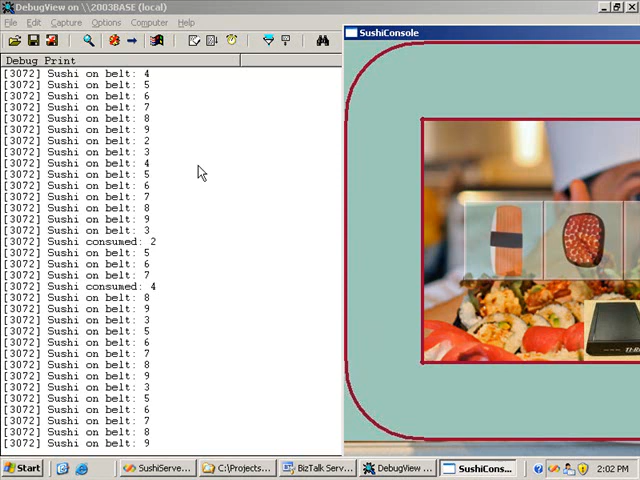 DebugView on \\2003BASE (local)
File Edit Capture Options Computer Help
SushiConsole
Debug Print
[3072] Sushi on belt: 4
[3072] Sushi on belt: 5
[3072] Sushi on belt: 6
[3072] Sushi on belt: 7
[3072] Sushi on belt: 8
[3072] Sushi on belt: 9
[3072] Sushi on belt: 2
[3072] Sushi on belt: 3
[3072] Sushi on belt: 4
[3072] Sushi on belt: 5
[3072] Sushi on belt: 6
[3072] Sushi on belt: 7
[3072] Sushi on belt: 8
[3072] Sushi on belt: 9
[3072] Sushi on belt: 3
[3072] Sushi consumed: 2
[3072] Sushi on belt: 5
[3072] Sushi on belt: 6
[3072] Sushi on belt: 7
[3072] Sushi consumed: 4
[3072] Sushi on belt: 8
[3072] Sushi on belt: 9
[3072] Sushi on belt: 3
[3072] Sushi on belt: 5
[3072] Sushi on belt: 6
[3072] Sushi on belt: 7
[3072] Sushi on belt: 8
[3072] Sushi on belt: 9
[3072] Sushi on belt: 3
[3072] Sushi on belt: 5
[3072] Sushi on belt: 6
[3072] Sushi on belt: 7
[3072] Sushi on belt: 8
[3072] Sushi on belt: 9
Start SushiServe... C:\Projects... BizTalk Serv... DebugView ... SushiCons... 2:02 PM